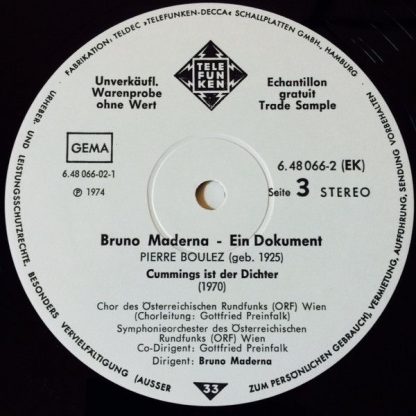 FABRIKATION: TELDEC »TELEFUNKEN-DECCA« SCHALLPLATTEN GMBH., HAMBURG
URHEBER- UND LEISTUNGSSCHUTZRECHTE, BESONDERS VERVIELFÄLTIGUNG (AUSSER
ZUM PERSÖNLICHEN GEBRAUCH), VERMIETUNG, AUFFÜHRUNG, SENDUNG VORBEHALTEN
TELE
FUN
KEN
Unverkäufl.
Warenprobe
ohne Wert
Echantillon
gratuit
Trade Sample
GEMA
6.48 066-02-1
Ⓟ 1974
6.48 066-2 (EK)
Seite 3 STEREO
Bruno Maderna - Ein Dokument
PIERRE BOULEZ (geb. 1925)
Cummings ist der Dichter
(1970)
Chor des Österreichischen Rundfunks (ORF) Wien
(Chorleitung: Gottfried Preinfalk)
Symphonieorchester des Österreichischen
Rundfunks (ORF) Wien
Co-Dirigent: Gottfried Preinfalk
Dirigent: Bruno Maderna
33